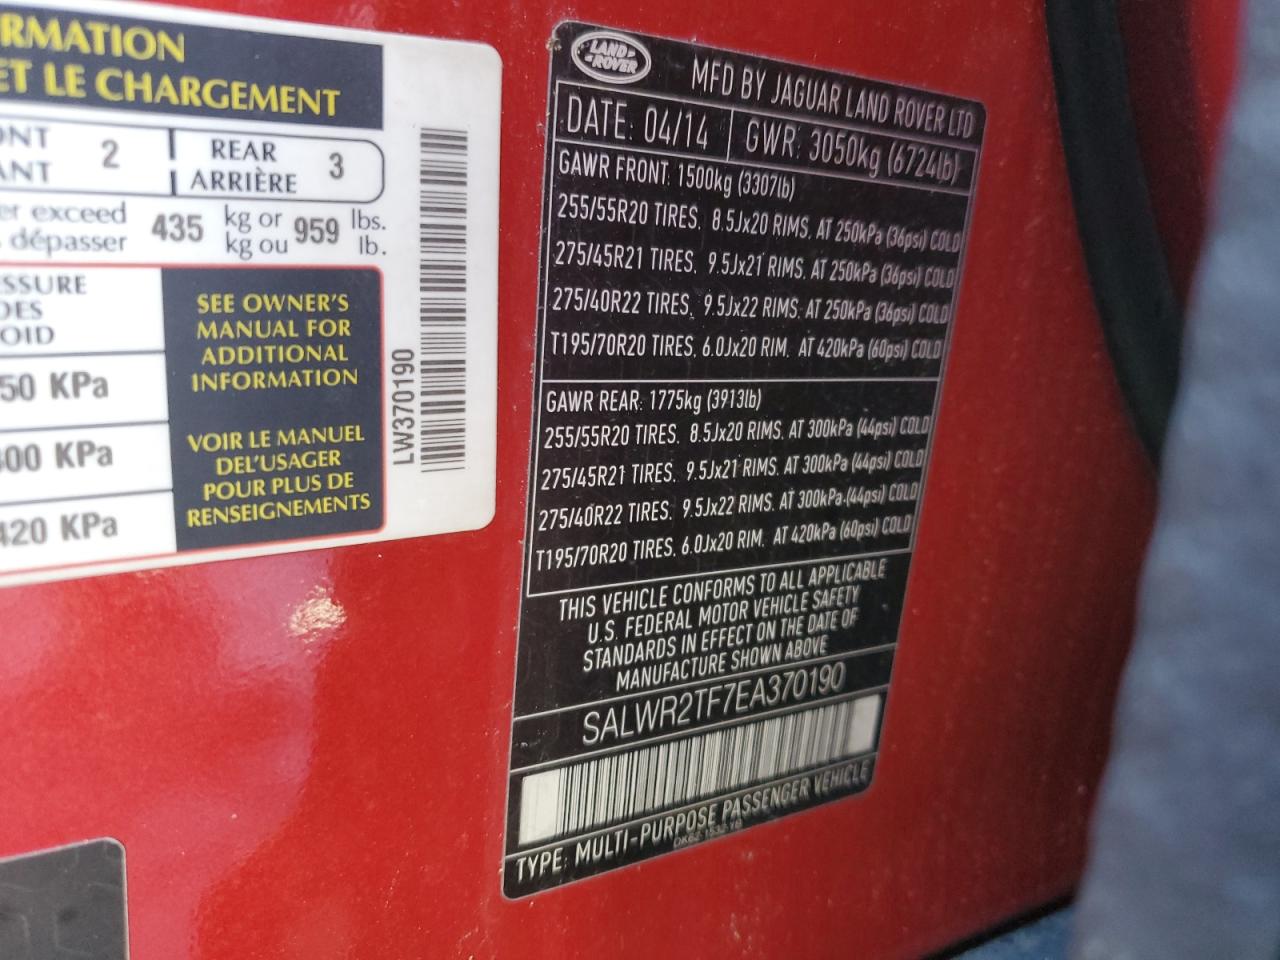 RMATION
ET LE CHARGEMENT
ONT
ANT
2
REAR
ARRIÈRE
3
er exceed
dépasser
435
kg or
kg ou
959
lbs.
lb.
SSURE
DES
OID
50 KPa
00 KPa
420 KPa
SEE OWNER'S
MANUAL FOR
ADDITIONAL
INFORMATION
VOIR LE MANUEL
DEL'USAGER
POUR PLUS DE
RENSEIGNEMENTS
LW370190
LAND
ROVER
MFD BY JAGUAR LAND ROVER LTD
DATE: 04/14 GWR: 3050kg (6724lb)
GAWR FRONT: 1500kg (3307lb)
255/55R20 TIRES, 8.5Jx20 RIMS, AT 250kPa (36psi) COLD
275/45R21 TIRES, 9.5Jx21 RIMS, AT 250kPa (36psi) COLD
275/40R22 TIRES, 9.5Jx22 RIMS, AT 250kPa (36psi) COLD
T195/70R20 TIRES, 6.0Jx20 RIM, AT 420kPa (60psi) COLD
GAWR REAR: 1775kg (3913lb)
255/55R20 TIRES, 8.5Jx20 RIMS, AT 300kPa (44psi) COLD
275/45R21 TIRES, 9.5Jx21 RIMS, AT 300kPa (44psi) COLD
275/40R22 TIRES, 9.5Jx22 RIMS, AT 300kPa (44psi) COLD
T195/70R20 TIRES, 6.0Jx20 RIM, AT 420kPa (60psi) COLD
THIS VEHICLE CONFORMS TO ALL APPLICABLE
U.S. FEDERAL MOTOR VEHICLE SAFETY
STANDARDS IN EFFECT ON THE DATE OF
MANUFACTURE SHOWN ABOVE
SALWR2TF7EA370190
TYPE: MULTI-PURPOSE PASSENGER VEHICLE